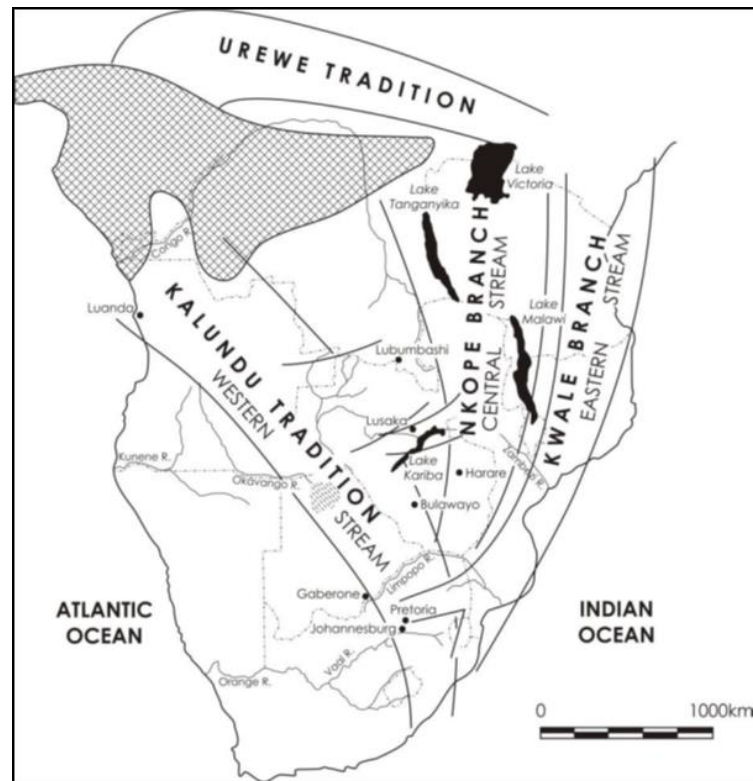 UREWE TRADITION
Lake
Victoria
Lake
Tanganyika
Congo R.
NKOPE BRANCH
CENTRAL STREAM
KWALE BRANCH
EASTERN STREAM
Lake
Malawi
Luanda
KALUNDU TRADITION
WESTERN STREAM
Lubumbashi
Lusaka
Lake
Kariba
Harare
Zambezi R.
Kunene R.
Okavango R.
Bulawayo
Limpopo R.
Gaberone
Pretoria
Johannesburg
ATLANTIC
OCEAN
INDIAN
OCEAN
Vaal R.
Orange R.
0 1000km